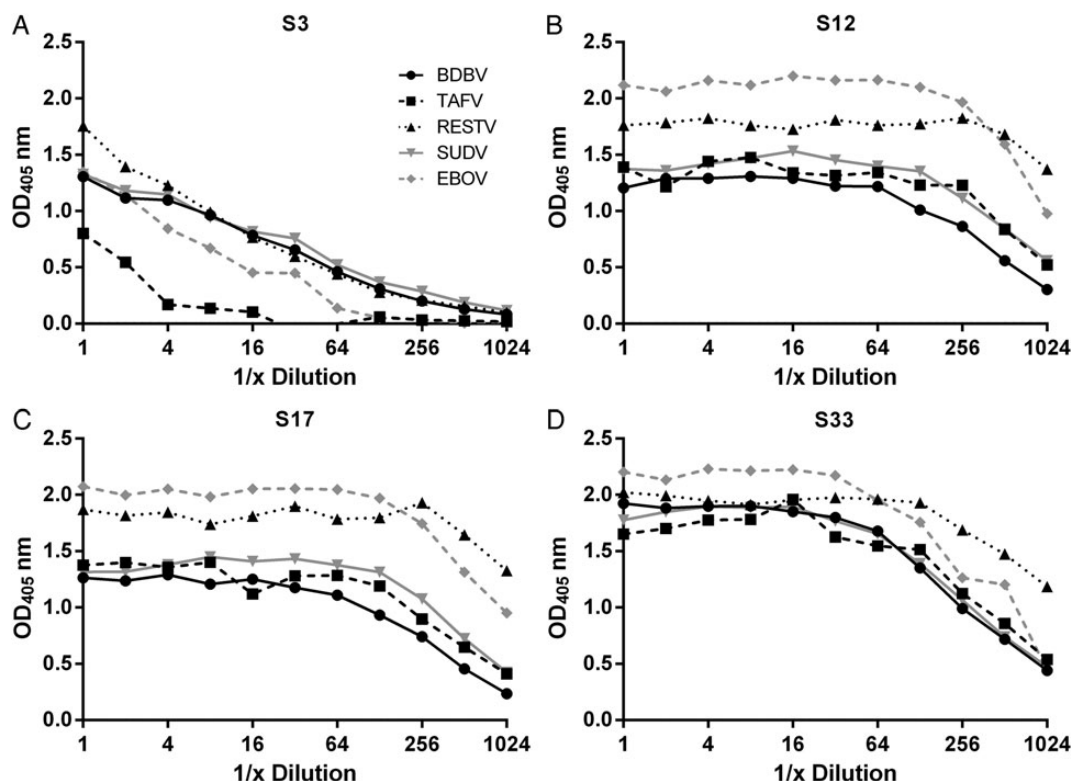 A
S3
2.5
2.0
1.5
1.0
0.5
0.0
OD405 nm
BDBV
TAFV
RESTV
SUDV
EBOV
1 4 16 64 256 1024
1/x Dilution
B
S12
2.5
2.0
1.5
1.0
0.5
0.0
OD405 nm
1 4 16 64 256 1024
1/x Dilution
C
S17
2.5
2.0
1.5
1.0
0.5
0.0
OD405 nm
1 4 16 64 256 1024
1/x Dilution
D
S33
2.5
2.0
1.5
1.0
0.5
0.0
OD405 nm
1 4 16 64 256 1024
1/x Dilution